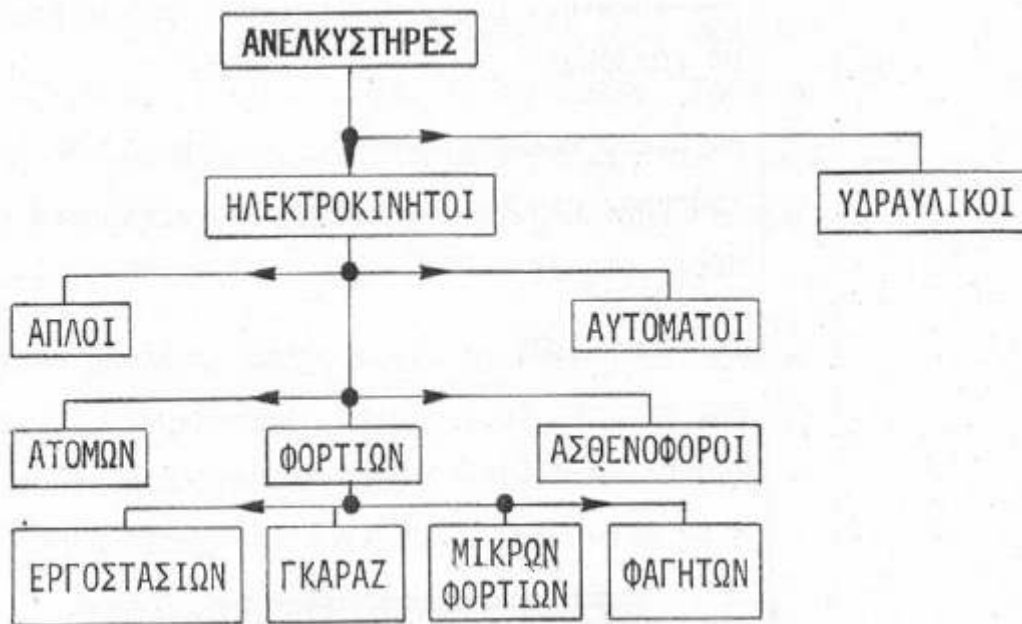 ΑΝΕΛΚΥΣΤΗΡΕΣ
ΗΛΕΚΤΡΟΚΙΝΗΤΟΙ
ΥΔΡΑΥΛΙΚΟΙ
ΑΠΛΟΙ
ΑΥΤΟΜΑΤΟΙ
ΑΤΟΜΩΝ
ΦΟΡΤΙΩΝ
ΑΣΘΕΝΟΦΟΡΟΙ
ΕΡΓΟΣΤΑΣΙΩΝ
ΓΚΑΡΑΖ
ΜΙΚΡΩΝ
ΦΟΡΤΙΩΝ
ΦΑΓΗΤΩΝ